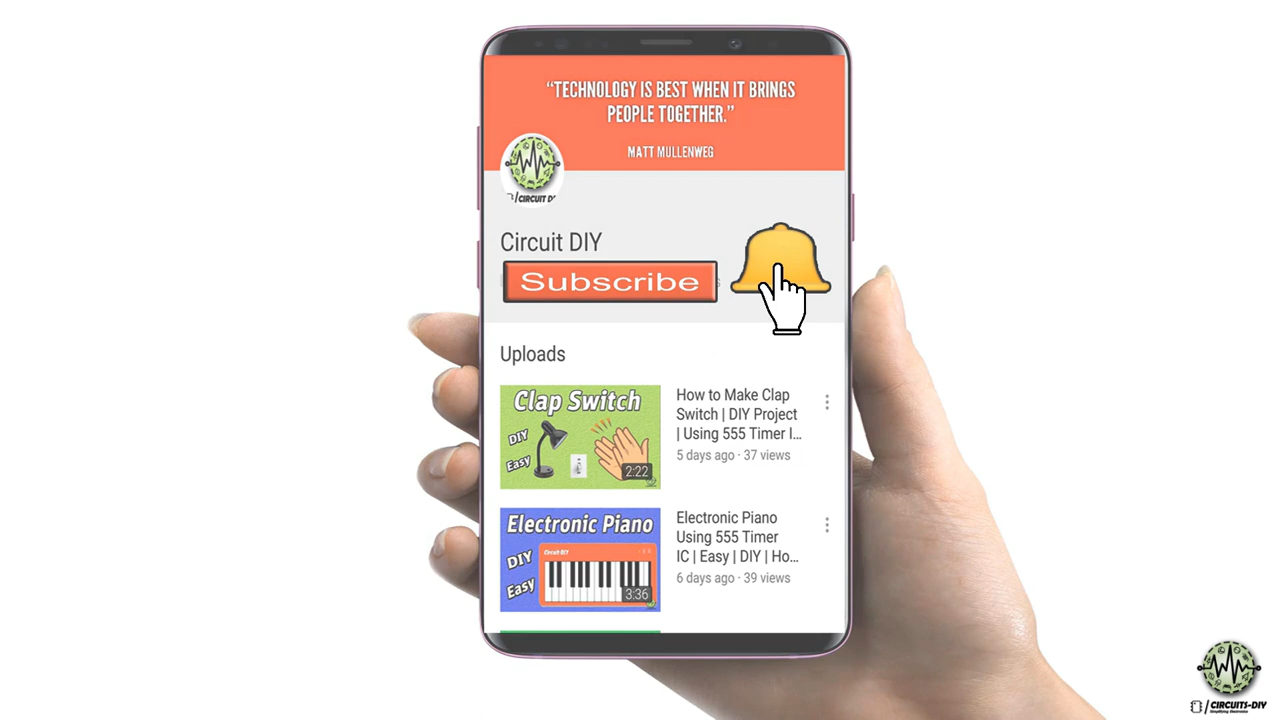 “TECHNOLOGY IS BEST WHEN IT BRINGS
PEOPLE TOGETHER.”
MATT MULLENWEG
/CIRCUIT
Circuit DIY
Subscribe
s
Uploads
Clap Switch
DIY
Easy
2:22
How to Make Clap
Switch | DIY Project
| Using 555 Timer I...
5 days ago · 37 views
Electronic Piano
DIY
Easy
Circuit DIY
3:36
Electronic Piano
Using 555 Timer
IC | Easy | DIY | Ho...
6 days ago · 39 views
/ CIRCUITS-DIY
Simplifying Electronics